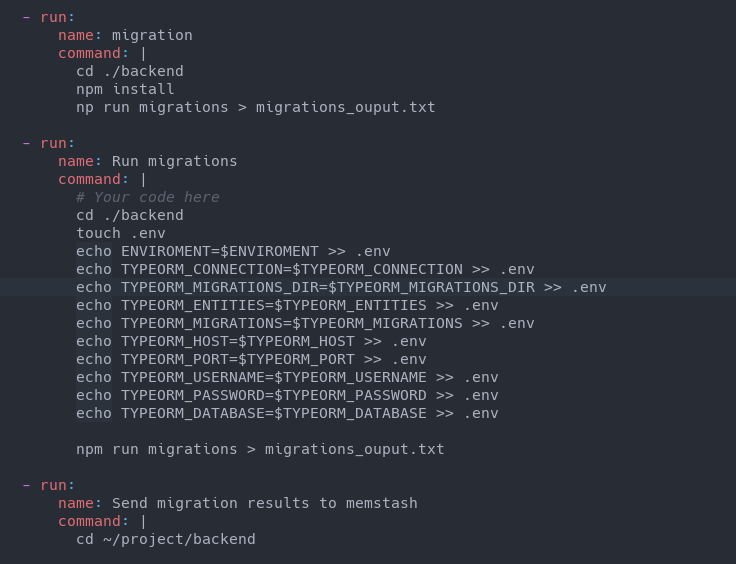 - run:
name: migration
command: |
cd ./backend
npm install
np run migrations > migrations_ouput.txt
- run:
name: Run migrations
command: |
# Your code here
cd ./backend
touch .env
echo ENVIROMENT=$ENVIROMENT >> .env
echo TYPEORM_CONNECTION=$TYPEORM_CONNECTION >> .env
echo TYPEORM_MIGRATIONS_DIR=$TYPEORM_MIGRATIONS_DIR >> .env
echo TYPEORM_ENTITIES=$TYPEORM_ENTITIES >> .env
echo TYPEORM_MIGRATIONS=$TYPEORM_MIGRATIONS >> .env
echo TYPEORM_HOST=$TYPEORM_HOST >> .env
echo TYPEORM_PORT=$TYPEORM_PORT >> .env
echo TYPEORM_USERNAME=$TYPEORM_USERNAME >> .env
echo TYPEORM_PASSWORD=$TYPEORM_PASSWORD >> .env
echo TYPEORM_DATABASE=$TYPEORM_DATABASE >> .env
npm run migrations > migrations_ouput.txt
- run:
name: Send migration results to memstash
command: |
cd ~/project/backend